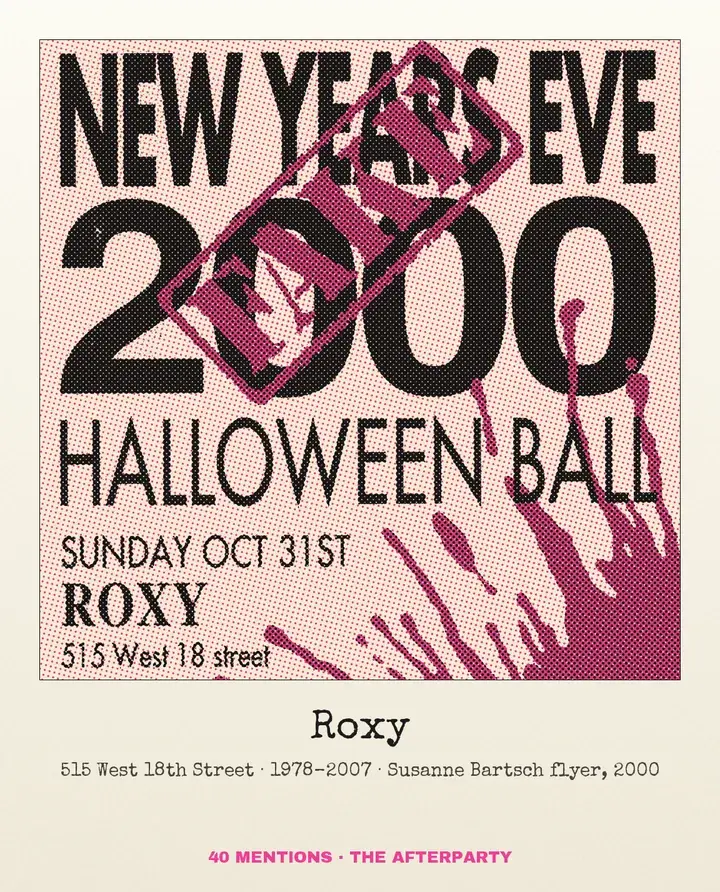 NEW YEARS EVE
2000
FAKE
HALLOWEEN BALL
SUNDAY OCT 31ST
ROXY
515 West 18 street
Roxy
515 West 18th Street · 1978–2007 · Susanne Bartsch flyer, 2000
40 MENTIONS · THE AFTERPARTY